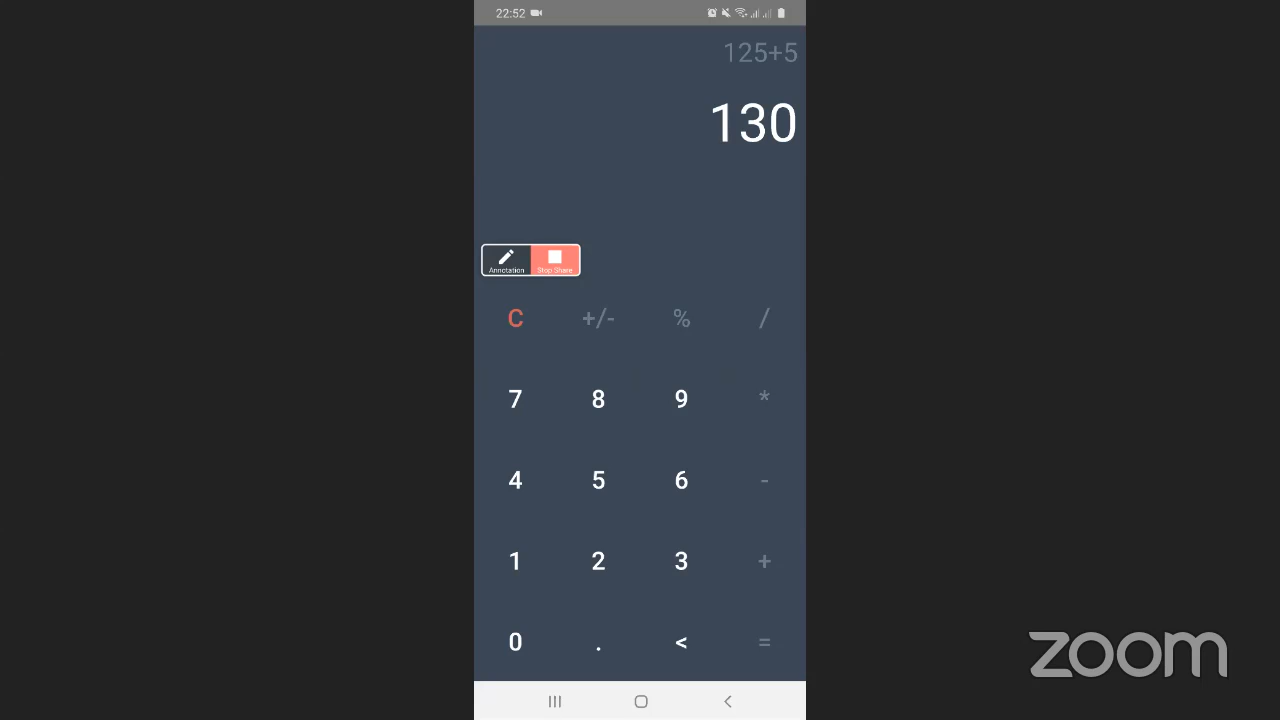 22:52
125+5
130
Annotation Stop Share
C +/- % /
7 8 9 *
4 5 6 -
1 2 3 +
0 . < =
zoom